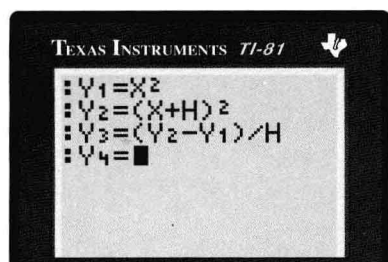 TEXAS INSTRUMENTS TI-81
:Y₁=X²
:Y₂=(X+H)²
:Y₃=(Y₂−Y₁)/H
:Y₄=